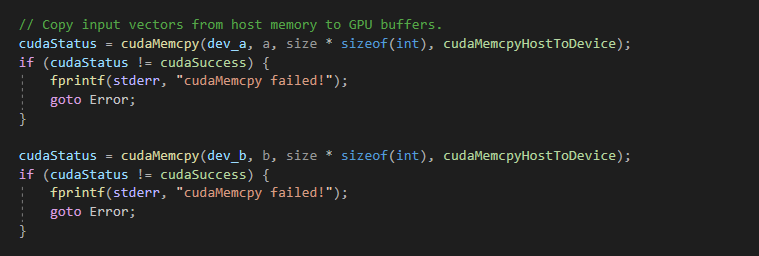 // Copy input vectors from host memory to GPU buffers.
cudaStatus = cudaMemcpy(dev_a, a, size * sizeof(int), cudaMemcpyHostToDevice);
if (cudaStatus != cudaSuccess) {
    fprintf(stderr, "cudaMemcpy failed!");
    goto Error;
}

cudaStatus = cudaMemcpy(dev_b, b, size * sizeof(int), cudaMemcpyHostToDevice);
if (cudaStatus != cudaSuccess) {
    fprintf(stderr, "cudaMemcpy failed!");
    goto Error;
}